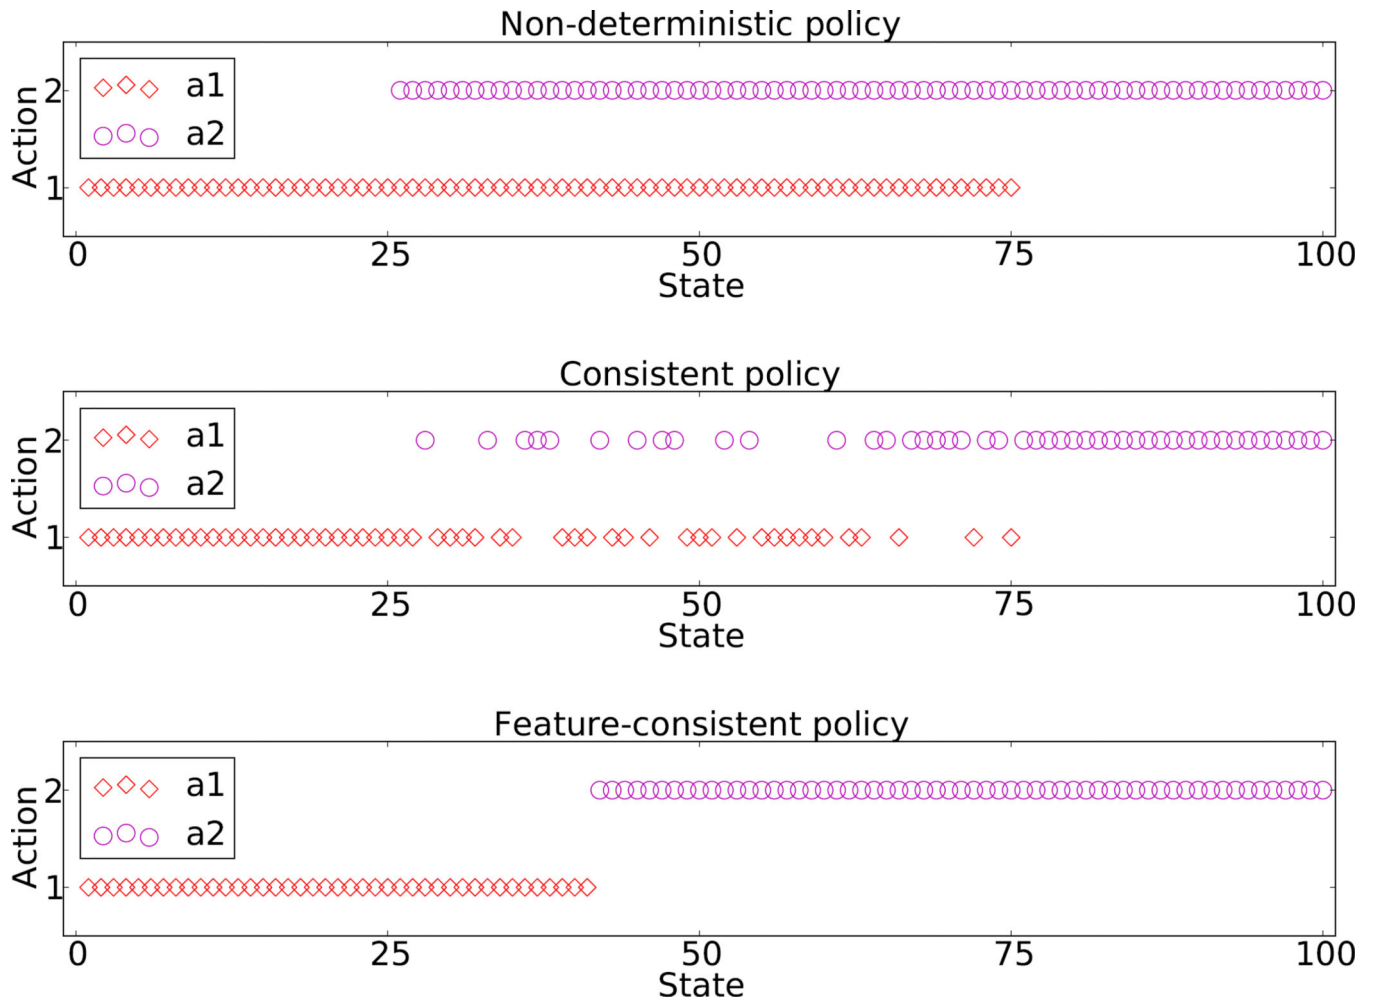 Non-deterministic policy
Action
2
1
a1
a2
0 25 50 75 100
State
Consistent policy
Action
2
1
a1
a2
0 25 50 75 100
State
Feature-consistent policy
Action
2
1
a1
a2
0 25 50 75 100
State